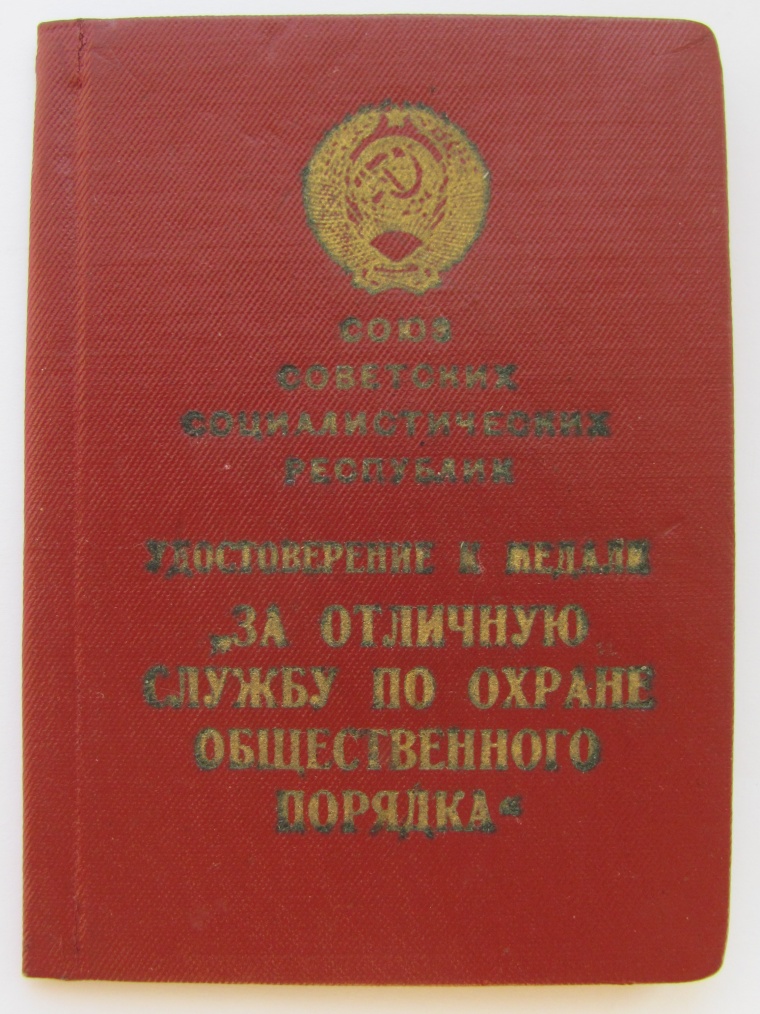 СОЮЗ
СОВЕТСКИХ
СОЦИАЛИСТИЧЕСКИХ
РЕСПУБЛИК
УДОСТОВЕРЕНИЕ К МЕДАЛИ
„ЗА ОТЛИЧНУЮ
СЛУЖБУ ПО ОХРАНЕ
ОБЩЕСТВЕННОГО
ПОРЯДКА“